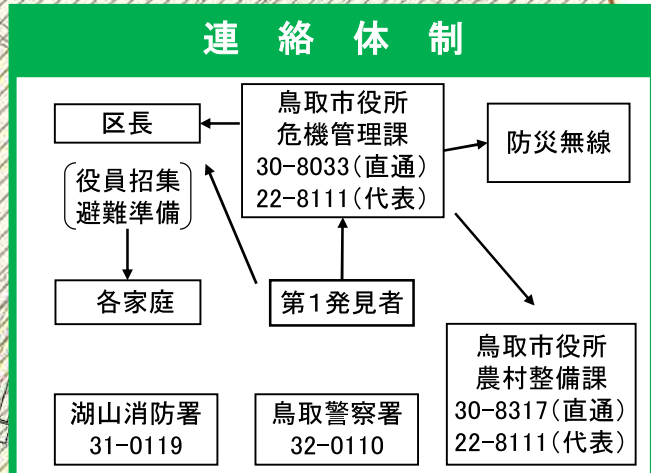 連絡体制
区長
鳥取市役所
危機管理課
30-8033(直通)
22-8111(代表)
防災無線
役員招集
避難準備
各家庭
第1発見者
鳥取市役所
農村整備課
30-8317(直通)
22-8111(代表)
湖山消防署
31-0119
鳥取警察署
32-0110